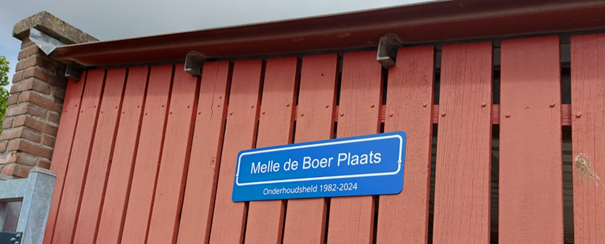 Melle de Boer Plaats
Onderhoudsheld 1982-2024